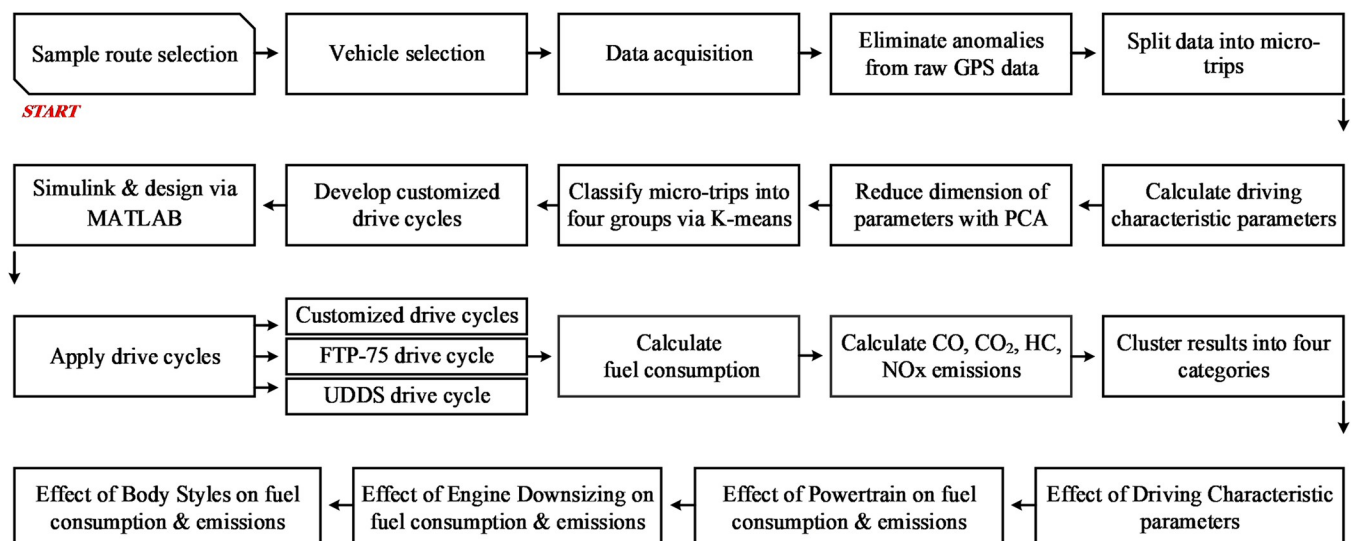 Sample route selection
START
Vehicle selection
Data acquisition
Eliminate anomalies
from raw GPS data
Split data into micro-
trips
Calculate driving
characteristic parameters
Reduce dimension of
parameters with PCA
Classify micro-trips into
four groups via K-means
Develop customized
drive cycles
Simulink & design via
MATLAB
Apply drive cycles
Customized drive cycles
FTP-75 drive cycle
UDDS drive cycle
Calculate
fuel consumption
Calculate CO, CO₂, HC,
NOx emissions
Cluster results into four
categories
Effect of Driving Characteristic
parameters
Effect of Powertrain on fuel
consumption & emissions
Effect of Engine Downsizing on
fuel consumption & emissions
Effect of Body Styles on fuel
consumption & emissions